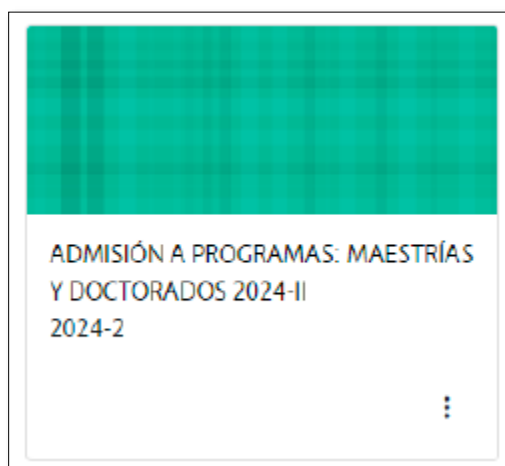 ADMISIÓN A PROGRAMAS: MAESTRÍAS
Y DOCTORADOS 2024-II
2024-2